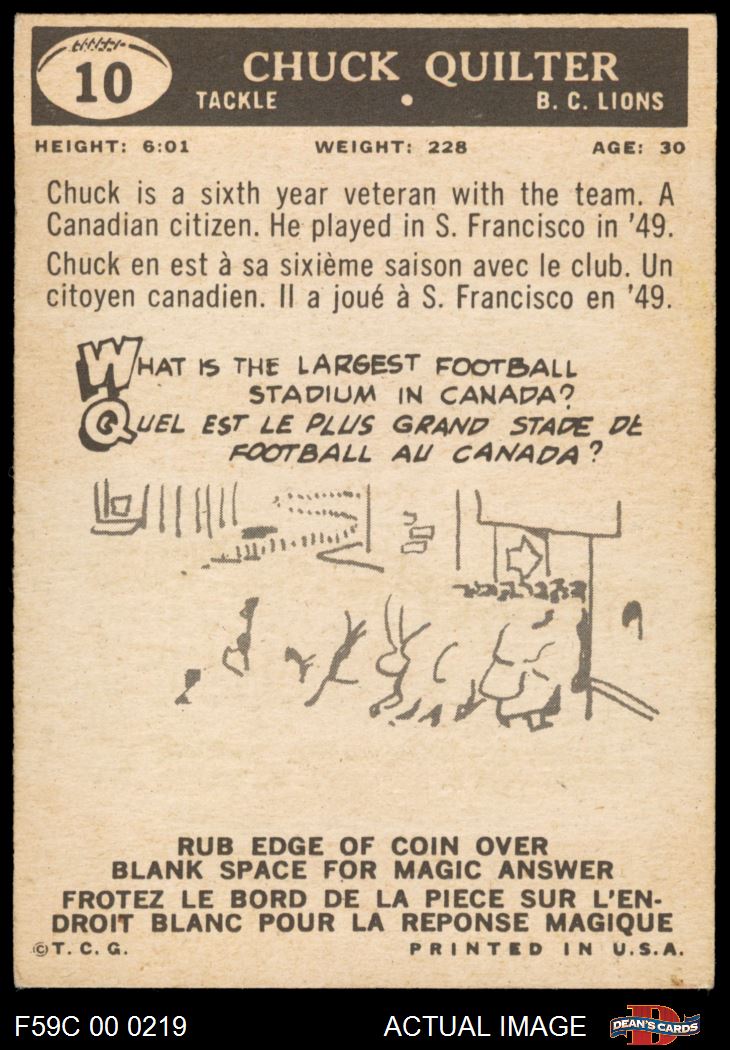 10
CHUCK QUILTER
TACKLE • B. C. LIONS
HEIGHT: 6:01 WEIGHT: 228 AGE: 30
Chuck is a sixth year veteran with the team. A
Canadian citizen. He played in S. Francisco in '49.
Chuck en est à sa sixième saison avec le club. Un
citoyen canadien. Il a joué à S. Francisco en '49.
WHAT IS THE LARGEST FOOTBALL
STADIUM IN CANADA?
QUEL EST LE PLUS GRAND STADE DE
FOOTBALL AU CANADA?
RUB EDGE OF COIN OVER
BLANK SPACE FOR MAGIC ANSWER
FROTEZ LE BORD DE LA PIECE SUR L'EN-
DROIT BLANC POUR LA REPONSE MAGIQUE
© T. C. G. PRINTED IN U.S.A.
F59C 00 0219 ACTUAL IMAGE D DEAN'S CARDS